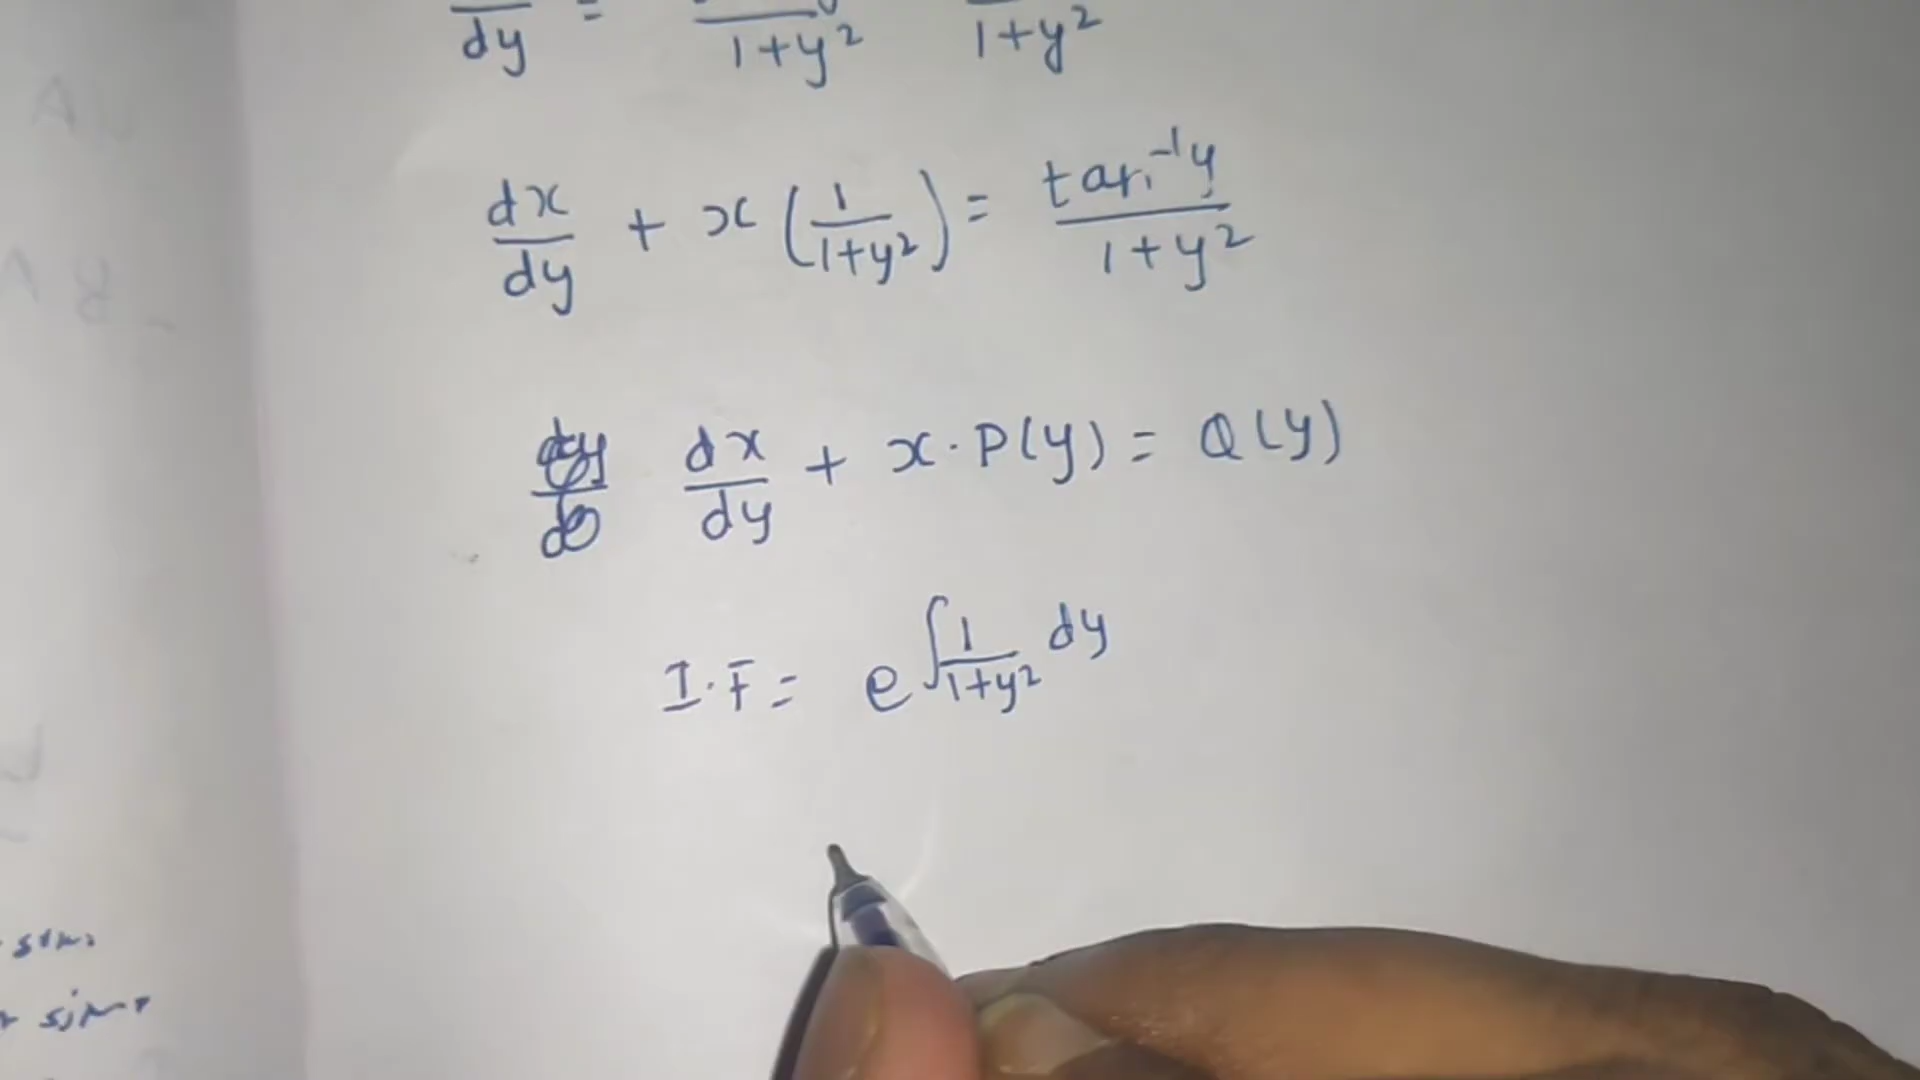 dy = 1+y² 1+y²
dx/dy + x (1/1+y²) = tan⁻¹y/1+y²
dx/dy + x · P(y) = Q(y)
I·F = e^∫1/1+y² dy